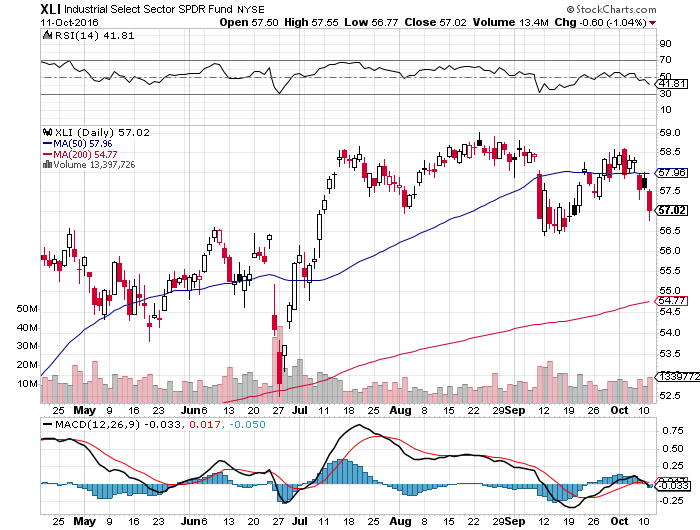 XLI Industrial Select Sector SPDR Fund NYSE © StockCharts.com
11-Oct-2016 Open 57.50 High 57.55 Low 56.77 Close 57.02 Volume 13.4M Chg -0.60 (-1.04%)
RSI(14) 41.81
90
70
50
41.81
30
10
XLI (Daily) 57.02
MA(50) 57.96
MA(200) 54.77
Volume 13,397,726
59.0
58.5
57.96
57.5
57.02
56.5
56.0
55.5
55.0
54.77
54.5
54.0
53.5
53.0
52.5
50M
40M
30M
20M
10M
1339772
25 May 9 16 23 Jun 6 13 20 27 Jul 11 18 25 Aug 8 15 22 29 Sep 12 19 26 Oct 10
MACD(12,26,9) -0.033, 0.017, -0.050
0.75
0.50
0.25
-0.033
-0.25
-0.50
25 May 9 16 23 Jun 6 13 20 27 Jul 11 18 25 Aug 8 15 22 29 Sep 12 19 26 Oct 10